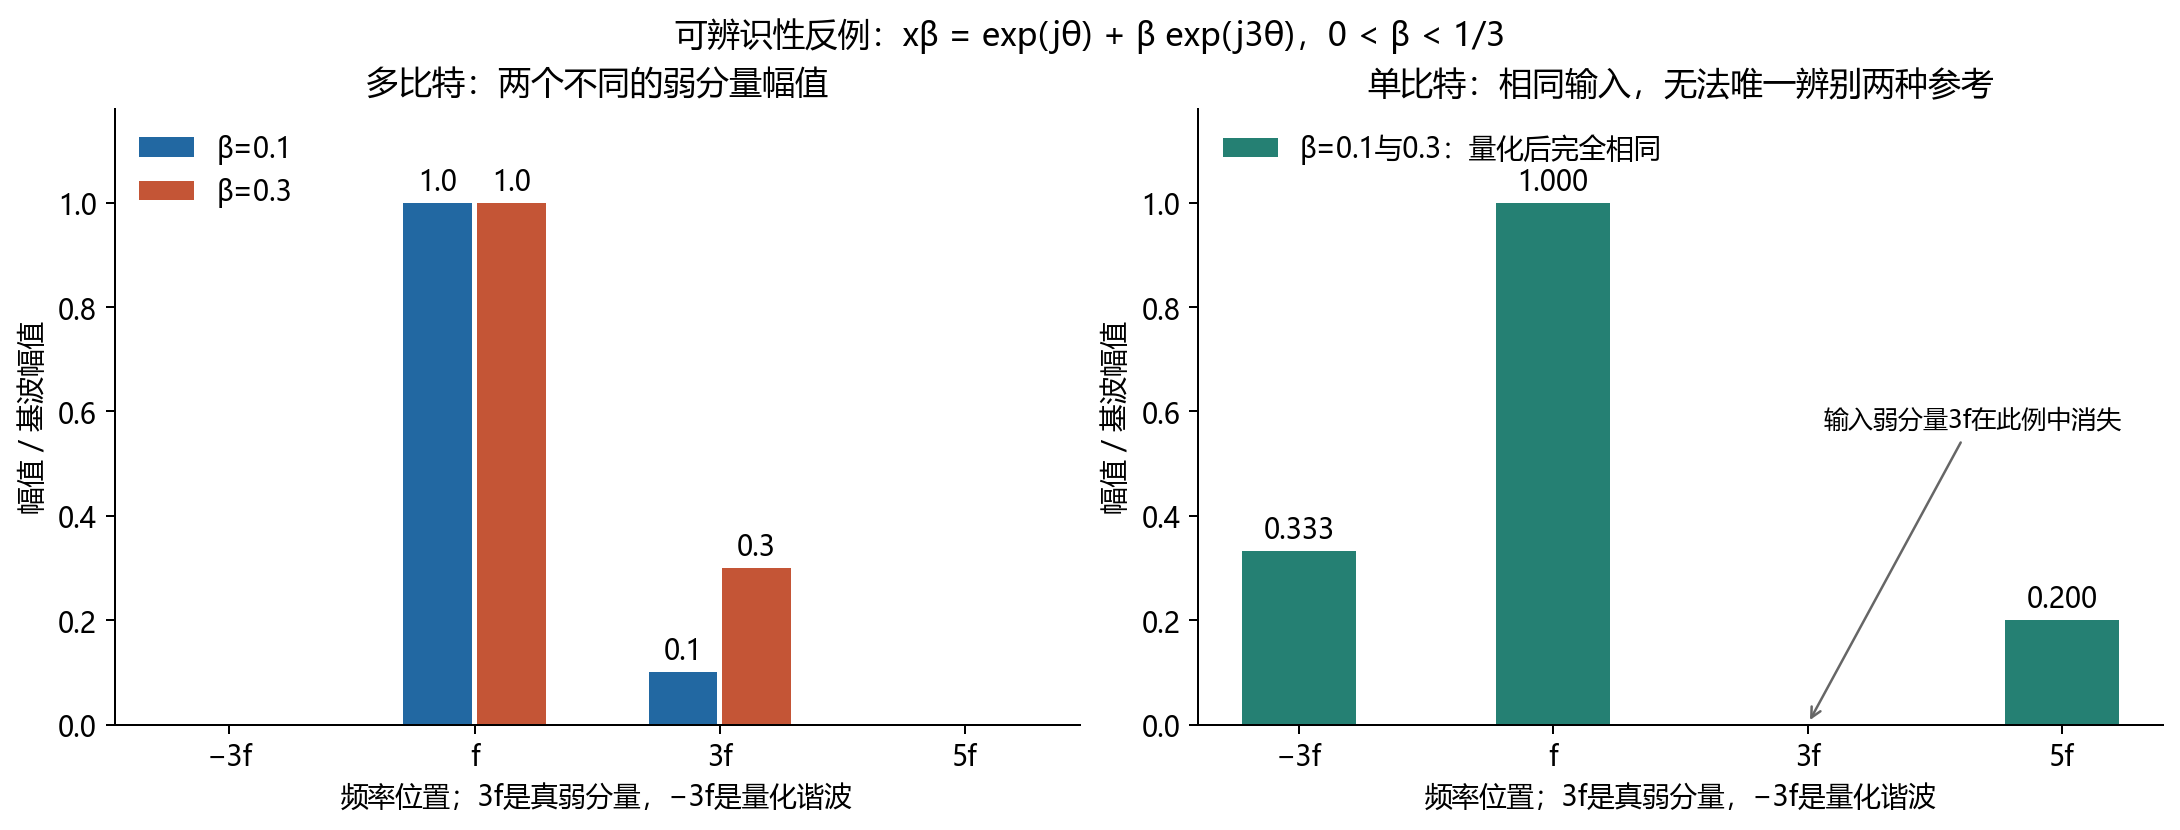 可辨识性反例：xβ = exp(jθ) + β exp(j3θ)，0 < β < 1/3
多比特：两个不同的弱分量幅值
β=0.1
β=0.3
幅值 / 基波幅值
1.0
0.8
0.6
0.4
0.2
0.0
1.0
1.0
0.1
0.3
−3f
f
3f
5f
频率位置；3f是真弱分量，−3f是量化谐波
单比特：相同输入，无法唯一辨别两种参考
β=0.1与0.3：量化后完全相同
幅值 / 基波幅值
1.0
0.8
0.6
0.4
0.2
0.0
0.333
1.000
输入弱分量3f在此例中消失
0.200
−3f
f
3f
5f
频率位置；3f是真弱分量，−3f是量化谐波